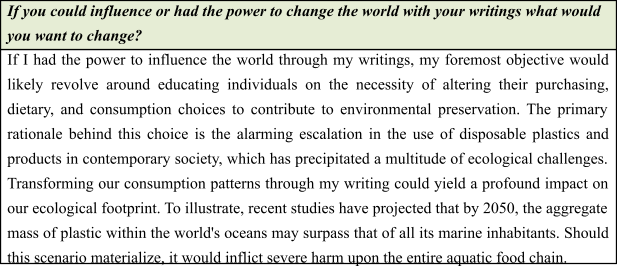 If you could influence or had the power to change the world with your writings what would
you want to change?
If I had the power to influence the world through my writings, my foremost objective would
likely revolve around educating individuals on the necessity of altering their purchasing,
dietary, and consumption choices to contribute to environmental preservation. The primary
rationale behind this choice is the alarming escalation in the use of disposable plastics and
products in contemporary society, which has precipitated a multitude of ecological challenges.
Transforming our consumption patterns through my writing could yield a profound impact on
our ecological footprint. To illustrate, recent studies have projected that by 2050, the aggregate
mass of plastic within the world's oceans may surpass that of all its marine inhabitants. Should
this scenario materialize, it would inflict severe harm upon the entire aquatic food chain.